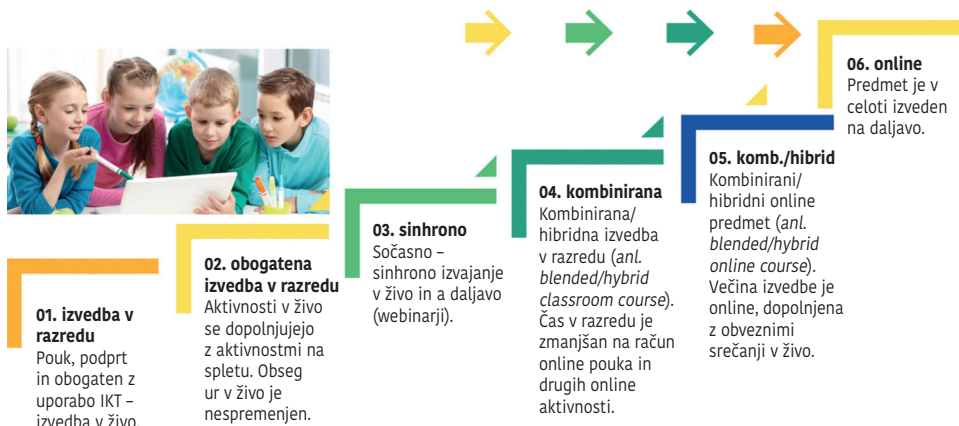 01. izvedba v
razredu
Pouk, podprt
in obogaten z
uporabo IKT –
izvedba v živo
02. obogatena
izvedba v razredu
Aktivnosti v živo
se dopolnjujejo
z aktivnostmi na
spletu. Obseg
ur v živo je
nespremenjen.
03. sinhrono
Sočasno –
sinhrono izvajanje
v živo in a daljavo
(webinarji).
04. kombinirana
Kombinirana/
hibridna izvedba
v razredu (anl.
blended/hybrid
classroom course).
Čas v razredu je
zmanjšan na račun
online pouka in
drugih online
aktivnosti.
05. komb./hibrid
Kombinirani/
hibridni online
predmet (anl.
blended/hybrid
online course).
Večina izvedbe je
online, dopolnjena
z obveznimi
srečanji v živo.
06. online
Predmet je v
celoti izveden
na daljavo.